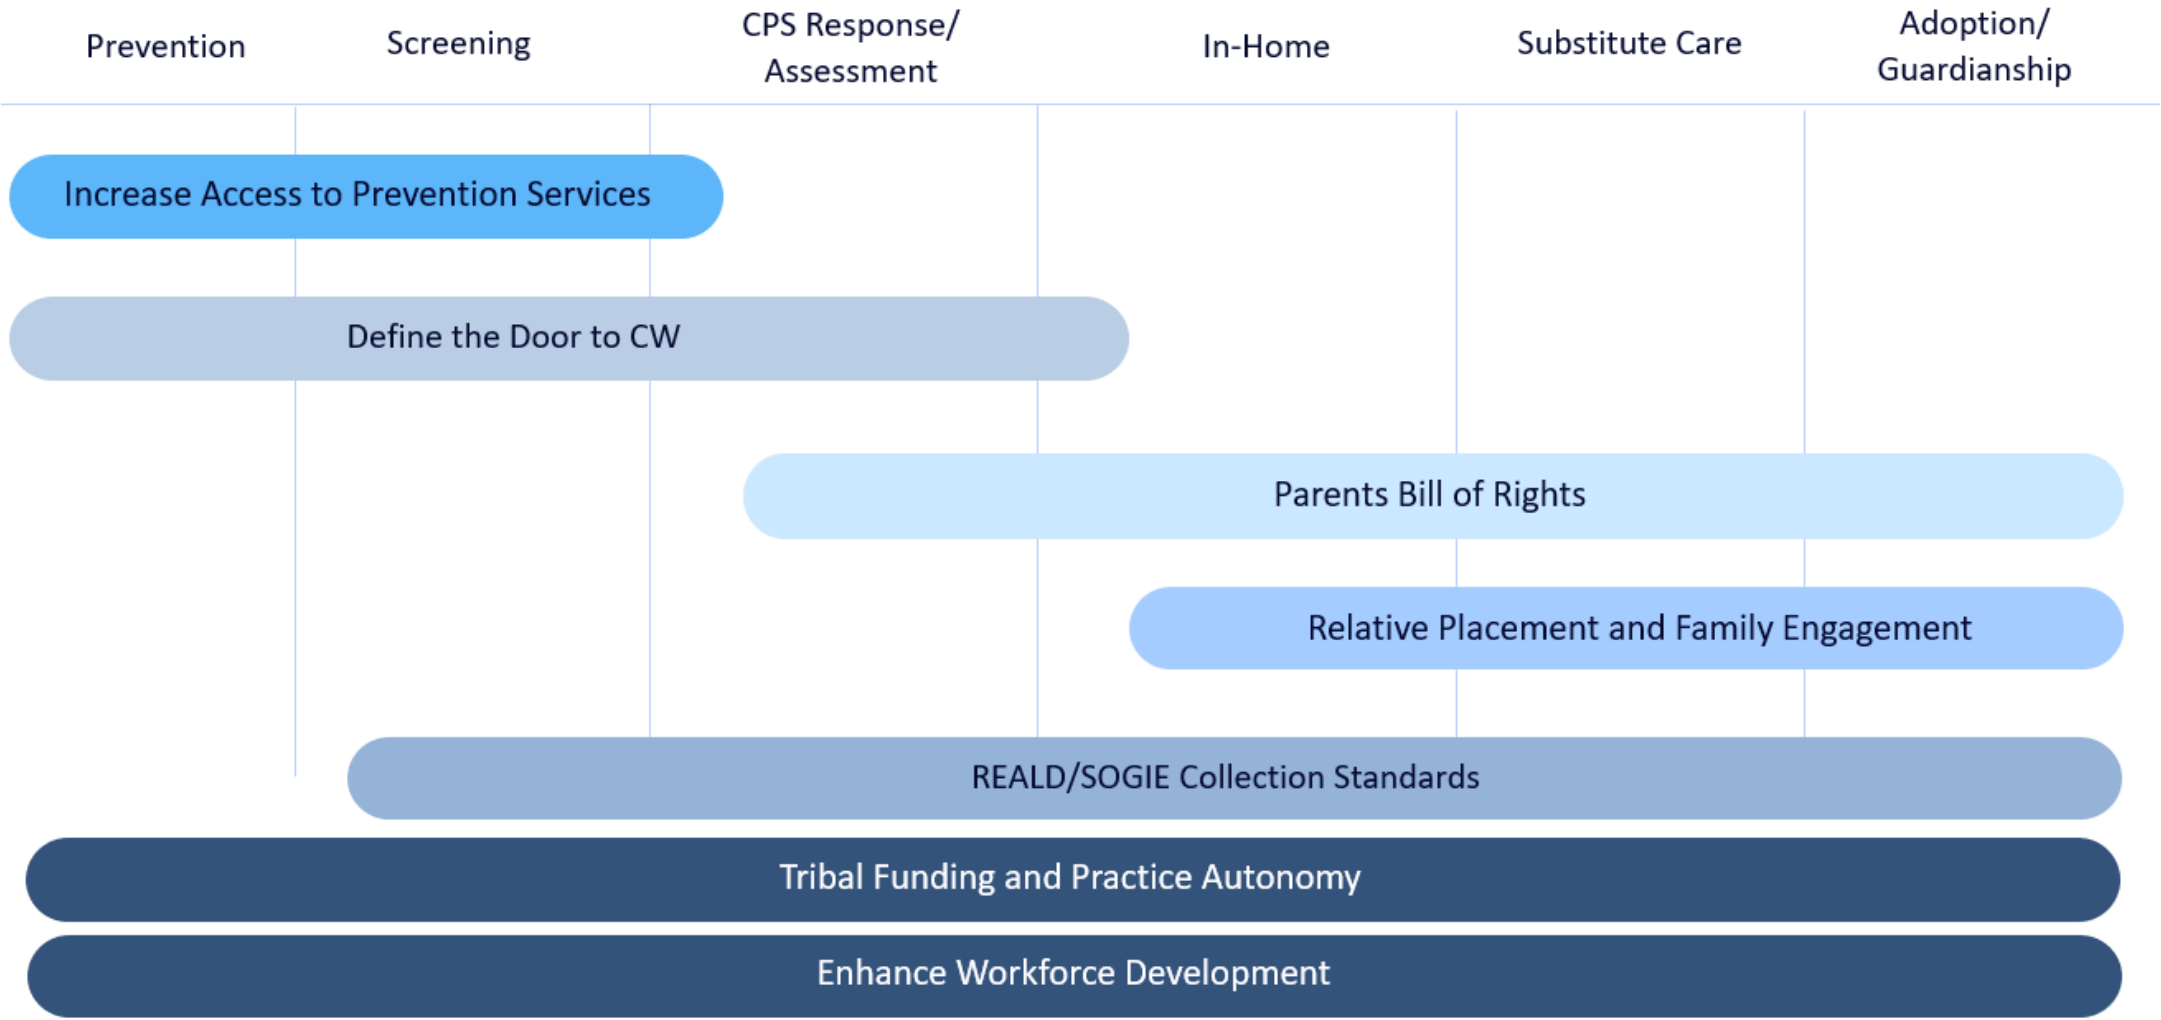 Prevention
Screening
CPS Response/
Assessment
In-Home
Substitute Care
Adoption/
Guardianship
Increase Access to Prevention Services
Define the Door to CW
Parents Bill of Rights
Relative Placement and Family Engagement
REALD/SOGIE Collection Standards
Tribal Funding and Practice Autonomy
Enhance Workforce Development